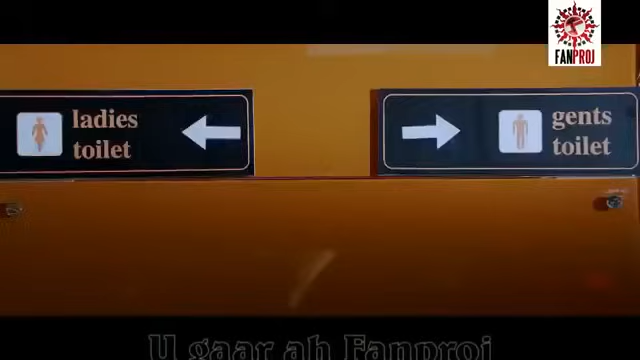 FANPROJ
ladies
toilet
gents
toilet
U gaar ah Fanproj